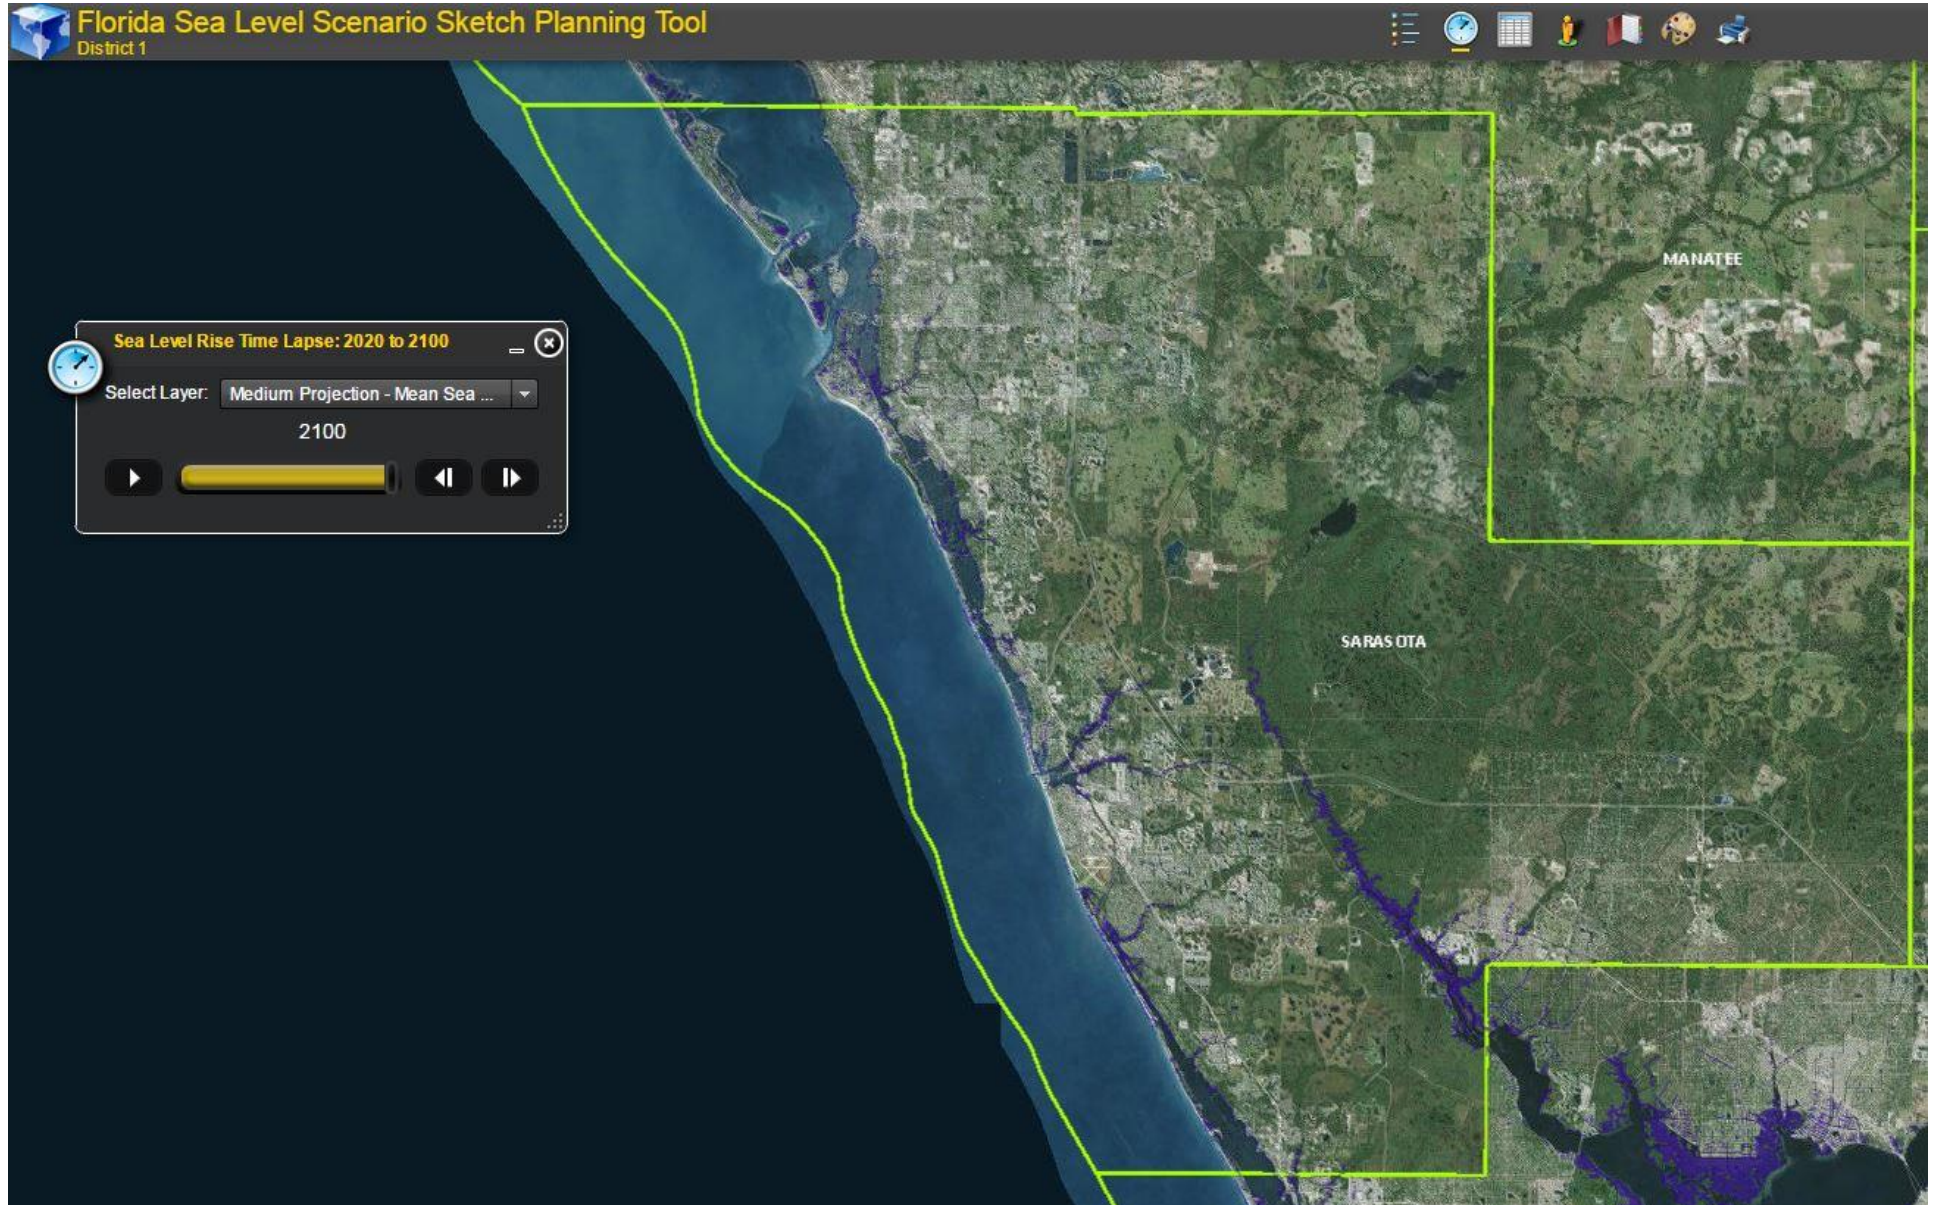 Florida Sea Level Scenario Sketch Planning Tool
District 1
MANATEE
Sea Level Rise Time Lapse: 2020 to 2100
Select Layer: Medium Projection - Mean Sea ...
2100
SARASOTA